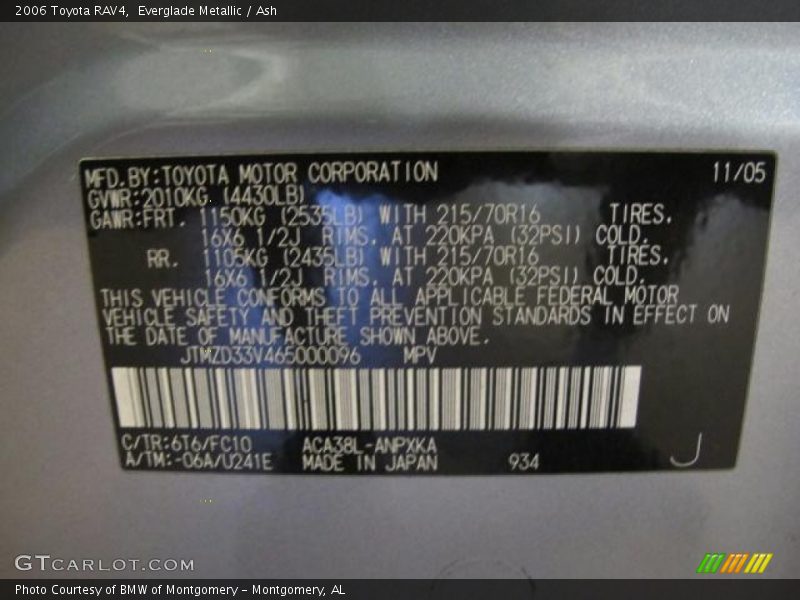 2006 Toyota RAV4, Everglade Metallic / Ash
MFD.BY:TOYOTA MOTOR CORPORATION 11/05
GVWR:2010KG (4430LB)
GAWR:FRT. 1150KG (2535LB) WITH 215/70R16 TIRES,
16X6 1/2J RIMS, AT 220KPA (32PSI) COLD.
RR. 1105KG (2435LB) WITH 215/70R16 TIRES,
16X6 1/2J RIMS, AT 220KPA (32PSI) COLD.
THIS VEHICLE CONFORMS TO ALL APPLICABLE FEDERAL MOTOR
VEHICLE SAFETY AND THEFT PREVENTION STANDARDS IN EFFECT ON
THE DATE OF MANUFACTURE SHOWN ABOVE.
JTMZD33V465000096 MPV
C/TR:6T6/FC10 ACA38L-ANPXKA
A/TM:-06A/U241E MADE IN JAPAN 934 J
GTCARLOT.COM
Photo Courtesy of BMW of Montgomery - Montgomery, AL